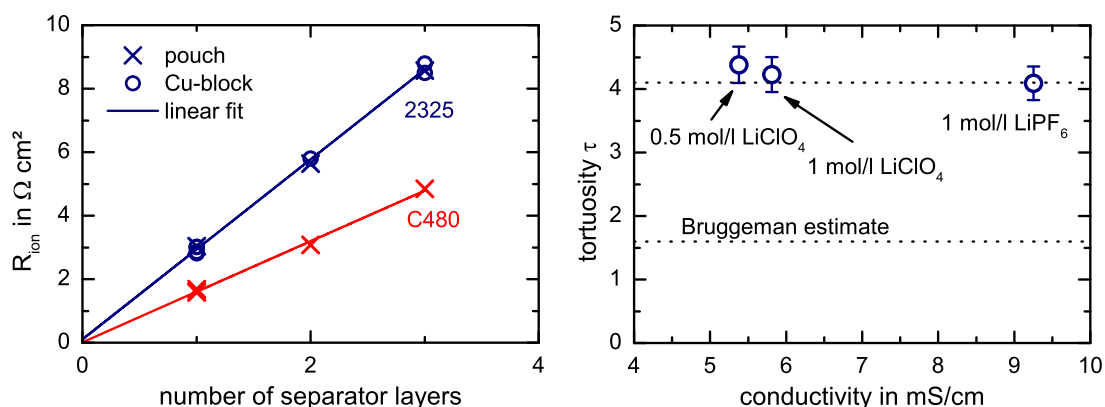 10
8
6
4
2
0
0
1
2
3
4
R_ion in Ω cm²
number of separator layers
pouch
Cu-block
linear fit
2325
C480
5
4
3
2
1
0
4
5
6
7
8
9
10
tortuosity τ
conductivity in mS/cm
0.5 mol/l LiClO₄
1 mol/l LiClO₄
1 mol/l LiPF₆
Bruggeman estimate